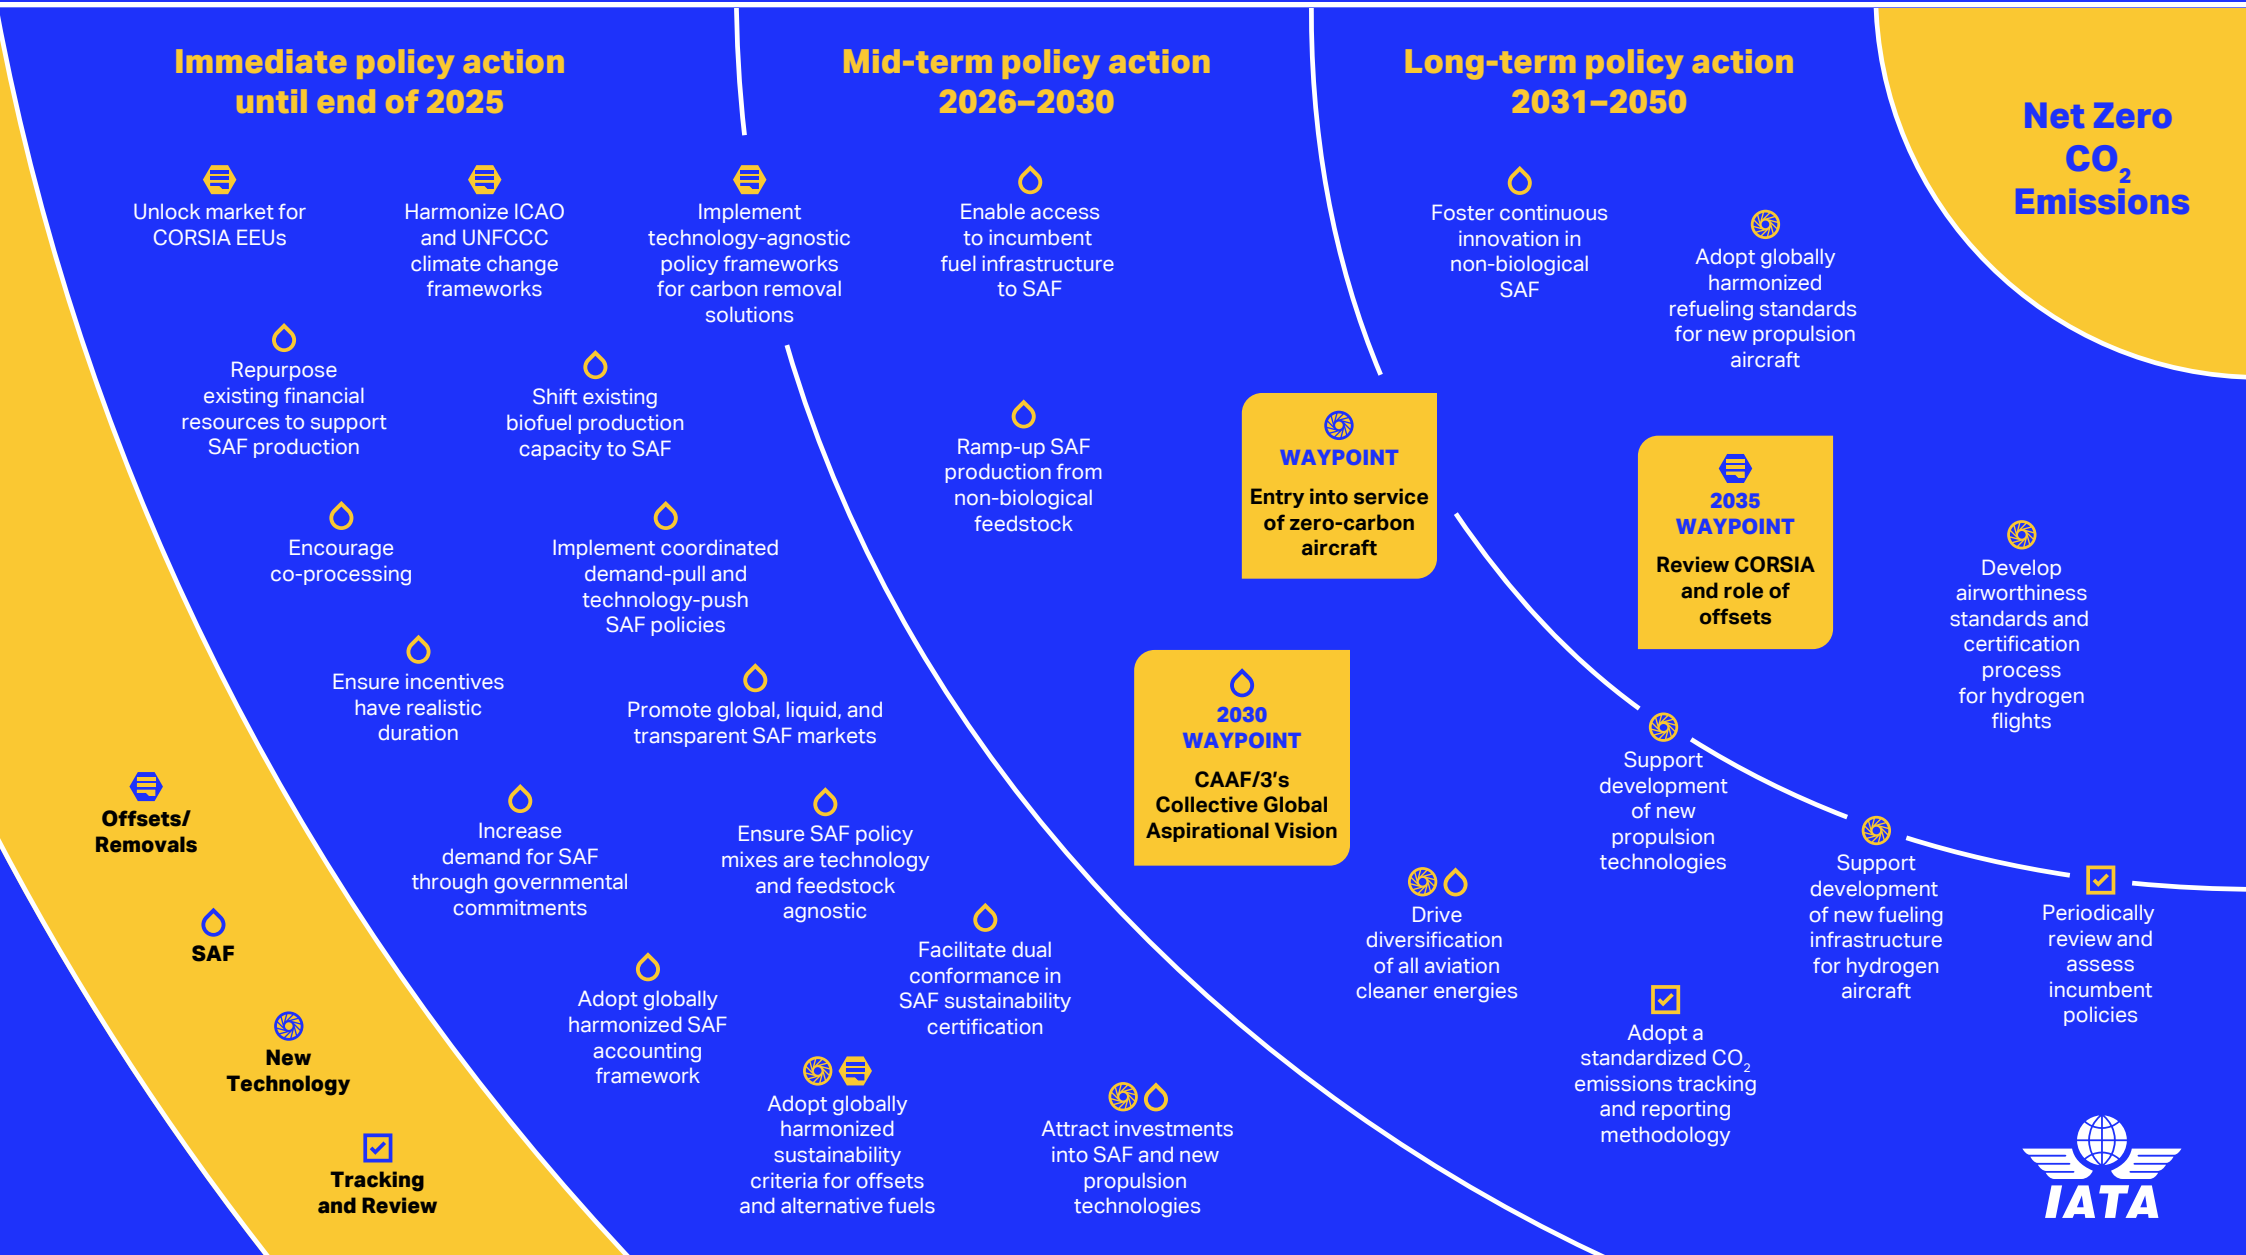 Immediate policy action
until end of 2025
Mid-term policy action
2026–2030
Long-term policy action
2031–2050
Net Zero
CO₂
Emissions
Unlock market for
CORSIA EEUs
Harmonize ICAO
and UNFCCC
climate change
frameworks
Implement
technology-agnostic
policy frameworks
for carbon removal
solutions
Enable access
to incumbent
fuel infrastructure
to SAF
Foster continuous
innovation in
non-biological
SAF
Adopt globally
harmonized
refueling standards
for new propulsion
aircraft
Repurpose
existing financial
resources to support
SAF production
Shift existing
biofuel production
capacity to SAF
Ramp-up SAF
production from
non-biological
feedstock
WAYPOINT
Entry into service
of zero-carbon
aircraft
2035
WAYPOINT
Review CORSIA
and role of
offsets
Develop
airworthiness
standards and
certification
process
for hydrogen
flights
Encourage
co-processing
Implement coordinated
demand-pull and
technology-push
SAF policies
Ensure incentives
have realistic
duration
Promote global, liquid, and
transparent SAF markets
2030
WAYPOINT
CAAF/3's
Collective Global
Aspirational Vision
Support
development
of new
propulsion
technologies
Offsets/
Removals
Increase
demand for SAF
through governmental
commitments
Ensure SAF policy
mixes are technology
and feedstock
agnostic
Drive
diversification
of all aviation
cleaner energies
Support
development
of new fueling
infrastructure
for hydrogen
aircraft
Periodically
review and
assess
incumbent
policies
SAF
Adopt globally
harmonized SAF
accounting
framework
Facilitate dual
conformance in
SAF sustainability
certification
Adopt a
standardized CO₂
emissions tracking
and reporting
methodology
New
Technology
Adopt globally
harmonized
sustainability
criteria for offsets
and alternative fuels
Attract investments
into SAF and new
propulsion
technologies
Tracking
and Review
IATA